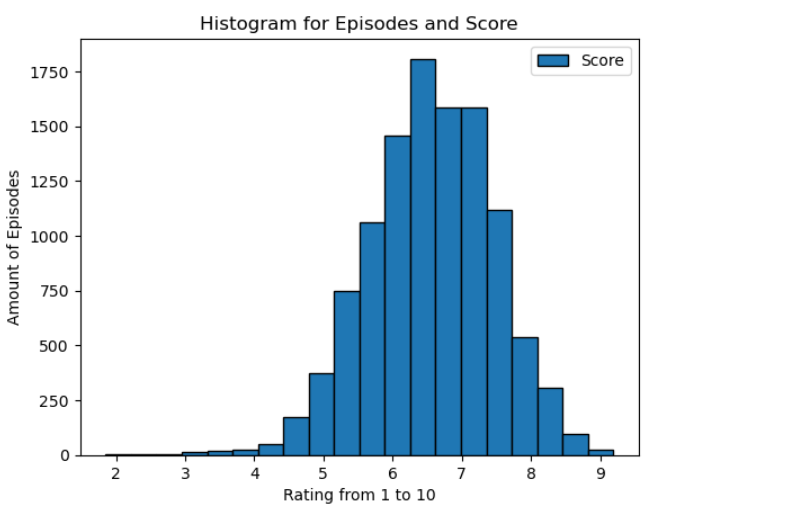 Histogram for Episodes and Score
Score
1750
1500
1250
1000
750
500
250
0
Amount of Episodes
2 3 4 5 6 7 8 9
Rating from 1 to 10